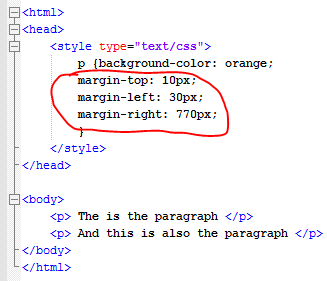 <html>
<head>
<style type="text/css">
p {background-color: orange;
margin-top: 10px;
margin-left: 30px;
margin-right: 770px;
}
</style>
</head>
<body>
<p> The is the paragraph </p>
<p> And this is also the paragraph </p>
</body>
</html>